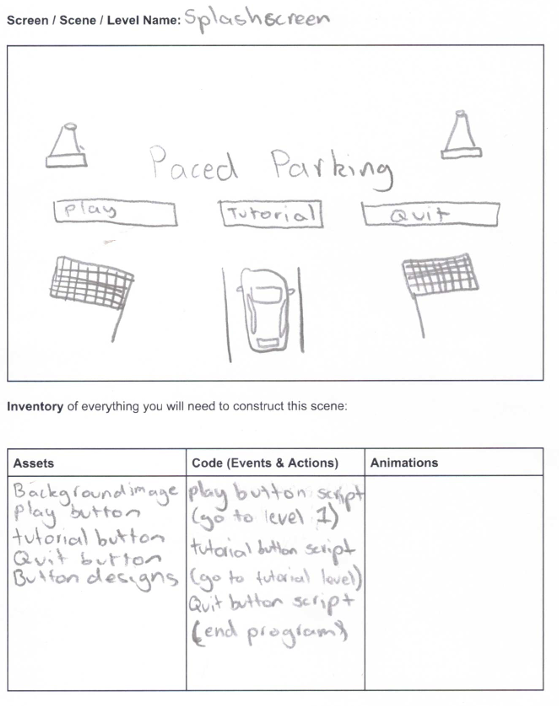 Screen / Scene / Level Name: Splashscreen
Paced Parking
Play
Tutorial
Quit
Inventory of everything you will need to construct this scene:
Assets
Code (Events & Actions)
Animations
Background image
Play button
tutorial button
Quit button
Button designs
play button script
(go to level 1)
tutorial button script
(go to tutorial level)
Quit button script
(end program)